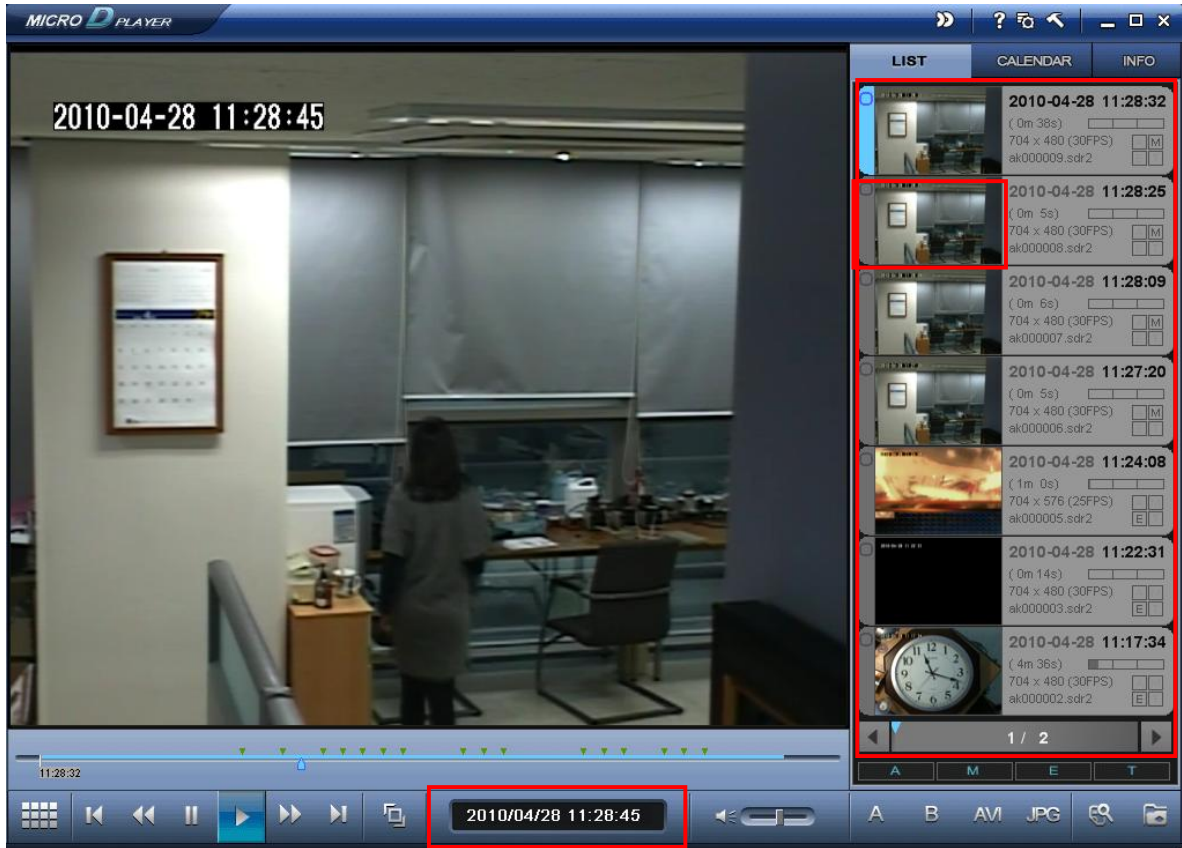 MICRO D PLAYER
?
LIST CALENDAR INFO
2010-04-28 11:28:45
2010-04-28 11:28:32
( 0m 38s)
704 x 480 (30FPS) M
ak000009.sdr2
2010-04-28 11:28:25
( 0m 5s)
704 x 480 (30FPS) M
ak000008.sdr2
2010-04-28 11:28:09
( 0m 6s)
704 x 480 (30FPS) M
ak000007.sdr2
2010-04-28 11:27:20
( 0m 5s)
704 x 480 (30FPS) M
ak000006.sdr2
2010-04-28 11:24:08
( 1m 0s)
704 x 576 (25FPS)
ak000005.sdr2 E
2010-04-28 11:22:31
( 0m 14s)
704 x 480 (30FPS)
ak000003.sdr2 E
2010-04-28 11:17:34
( 4m 36s)
704 x 480 (30FPS)
ak000002.sdr2 E
1 / 2
A M E T
11:28:32
2010/04/28 11:28:45
A B AVI JPG